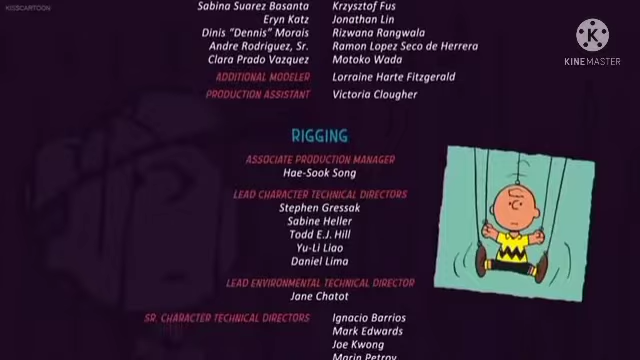 KISSCARTOON
Sabina Suarez Basanta Krzysztof Fus
Eryn Katz Jonathan Lin
Dinis “Dennis” Morais Rizwana Rangwala
Andre Rodriguez, Sr. Ramon Lopez Seco de Herrera
Clara Prado Vazquez Motoko Wada
ADDITIONAL MODELER Lorraine Harte Fitzgerald
PRODUCTION ASSISTANT Victoria Clougher
K
KINEMASTER
RIGGING
ASSOCIATE PRODUCTION MANAGER
Hae-Sook Song
LEAD CHARACTER TECHNICAL DIRECTORS
Stephen Gressak
Sabine Heller
Todd E.J. Hill
Yu-Li Liao
Daniel Lima
LEAD ENVIRONMENTAL TECHNICAL DIRECTOR
Jane Chatot
SR. CHARACTER TECHNICAL DIRECTORS Ignacio Barrios
Mark Edwards
Joe Kwong
Marin Petrov